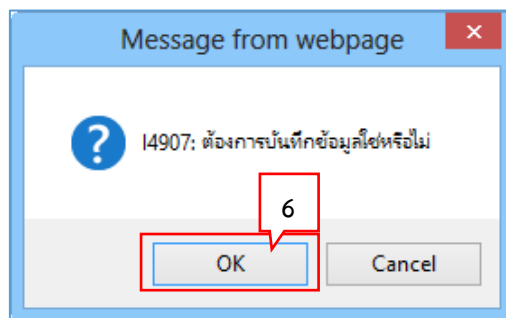 Message from webpage
I4907: ต้องการบันทึกข้อมูลใช่หรือไม่
6
OK
Cancel